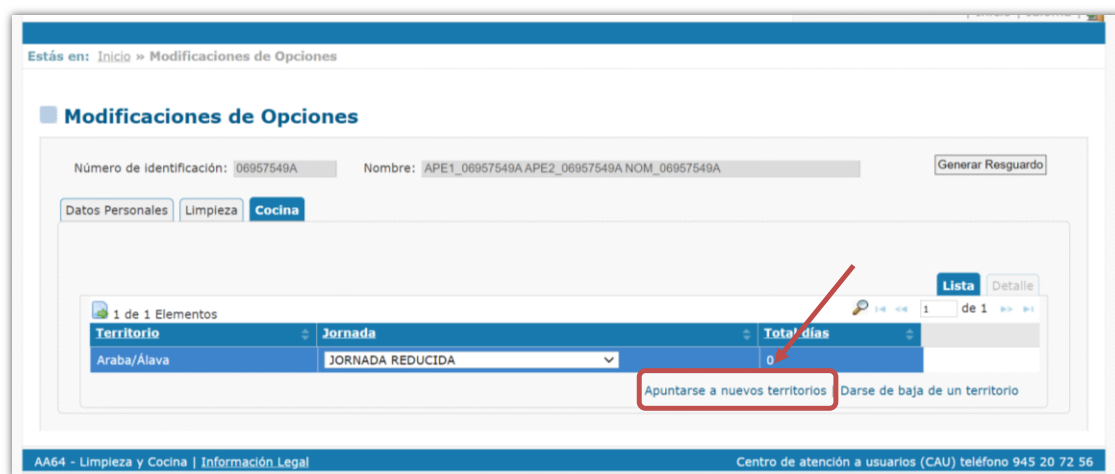 Estás en: Inicio » Modificaciones de Opciones
Modificaciones de Opciones
Número de identificación: 06957549A Nombre: APE1_06957549A APE2_06957549A NOM_06957549A Generar Resguardo
Datos Personales Limpieza Cocina
Lista Detalle
1 de 1 Elementos 1 de 1
Territorio Jornada Total días
Araba/Álava JORNADA REDUCIDA 0
Apuntarse a nuevos territorios | Darse de baja de un territorio
AA64 - Limpieza y Cocina | Información Legal Centro de atención a usuarios (CAU) teléfono 945 20 72 56